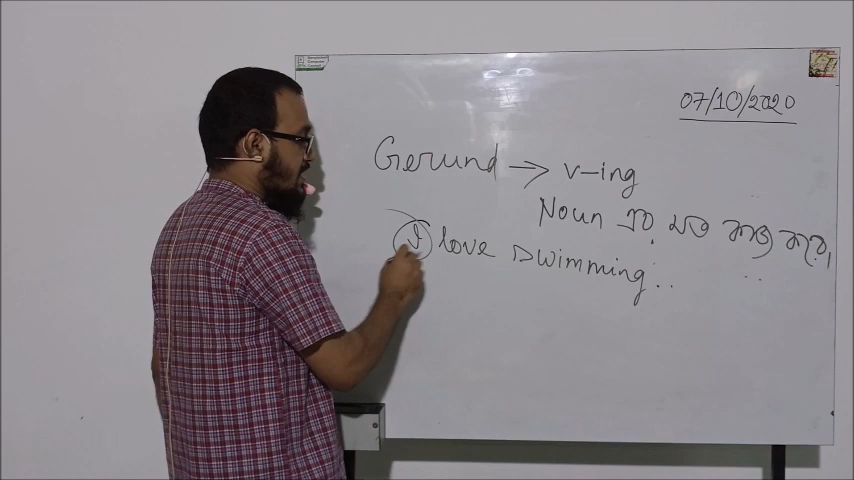 07/10/2020
Gerund → v-ing
Noun এর মত কাজ করে,
I love swimming..